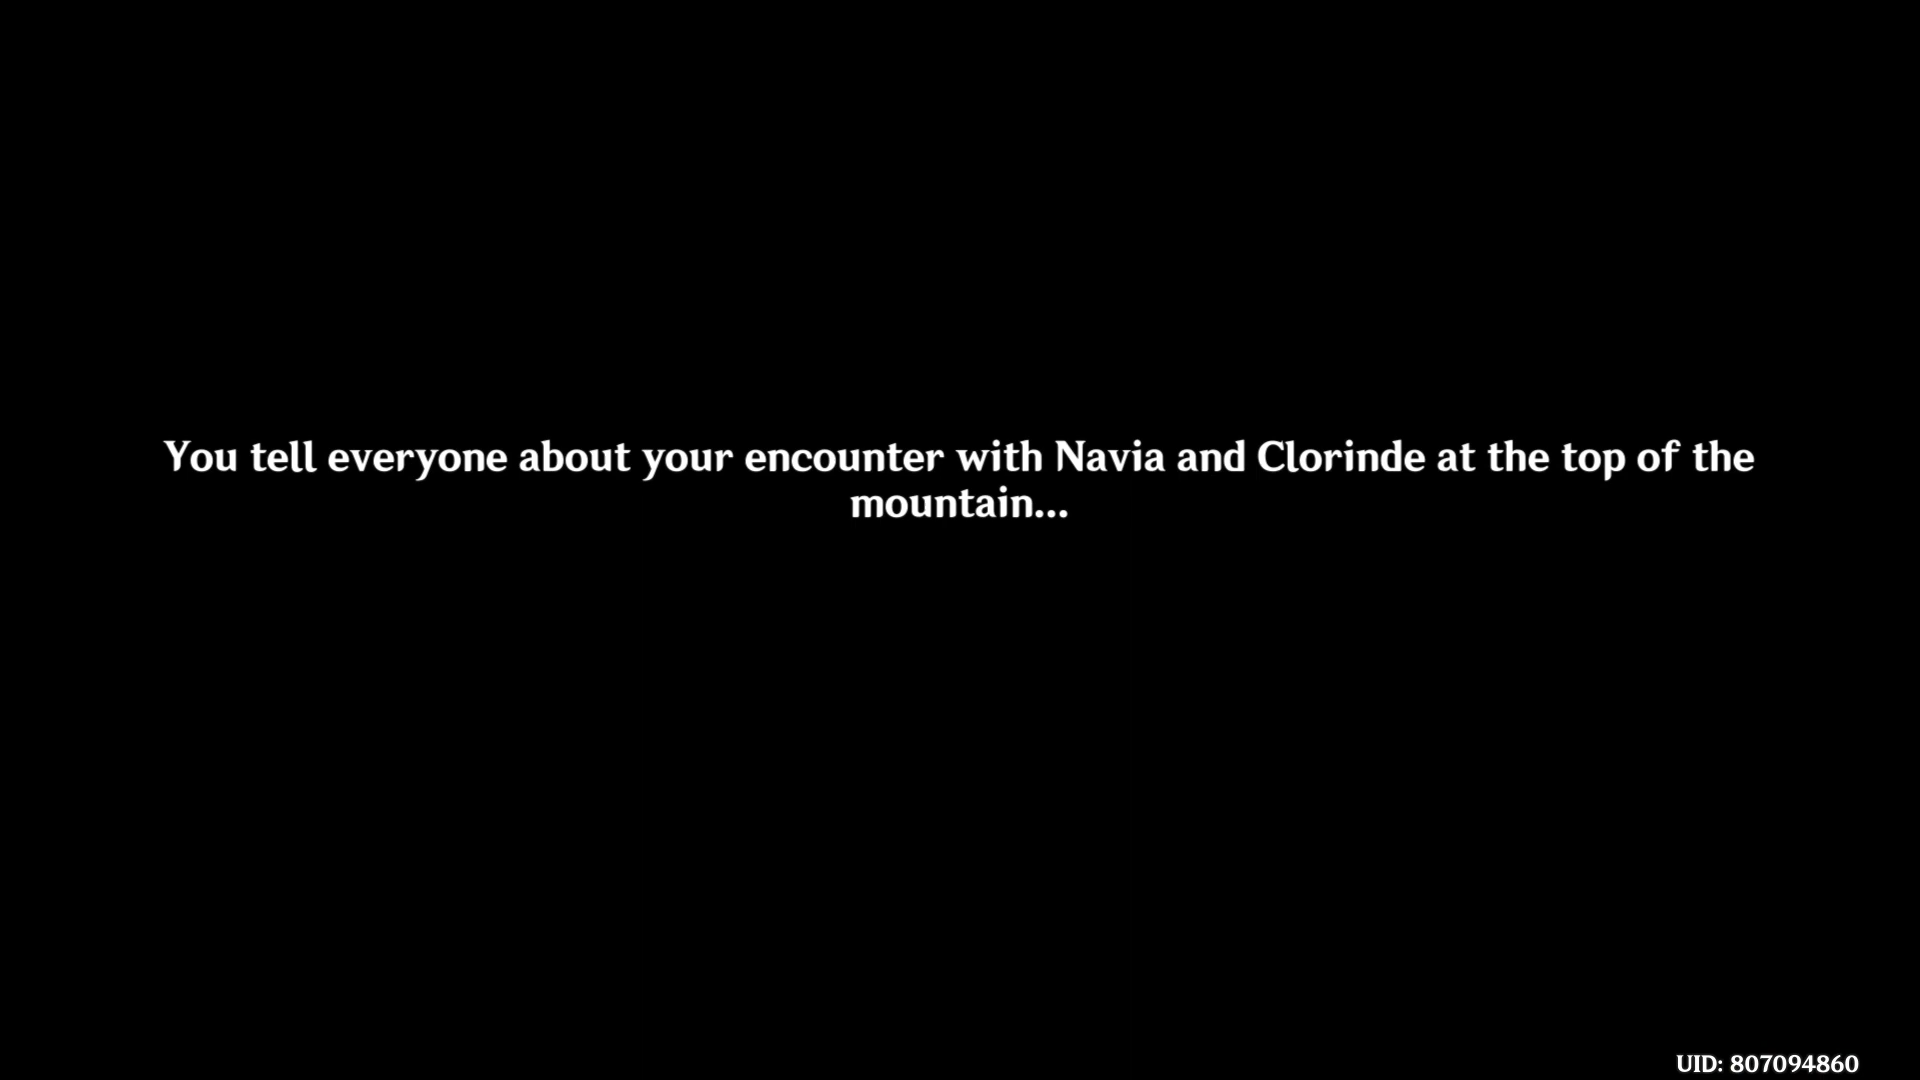 You tell everyone about your encounter with Navia and Clorinde at the top of the
mountain...
UID: 807094860